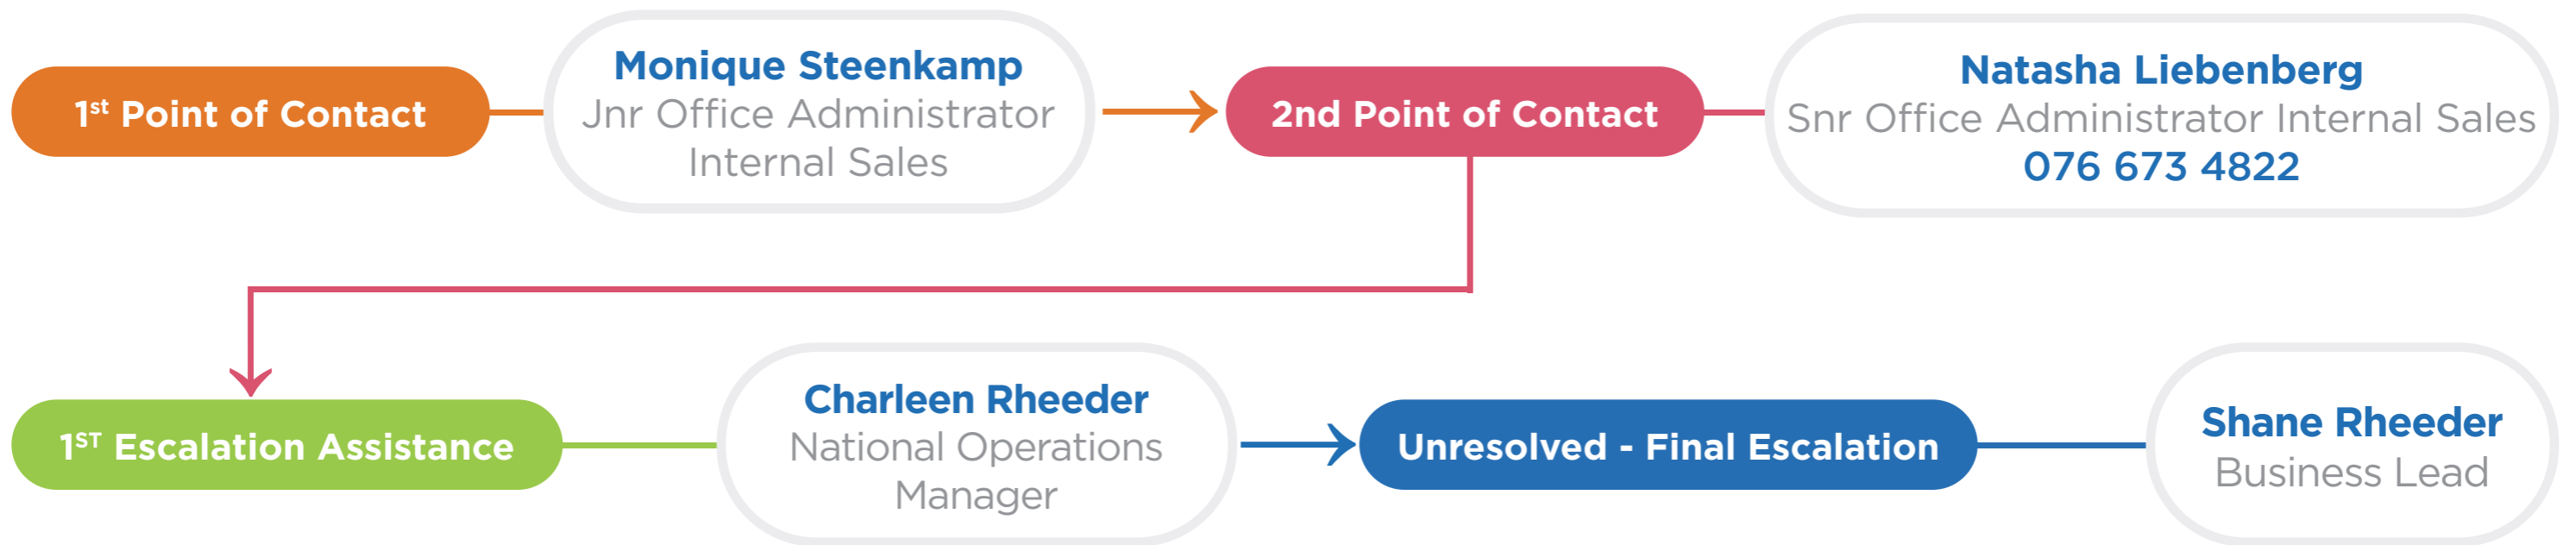 1st Point of Contact
Monique Steenkamp
Jnr Office Administrator
Internal Sales
2nd Point of Contact
Natasha Liebenberg
Snr Office Administrator Internal Sales
076 673 4822
1ST Escalation Assistance
Charleen Rheeder
National Operations
Manager
Unresolved - Final Escalation
Shane Rheeder
Business Lead